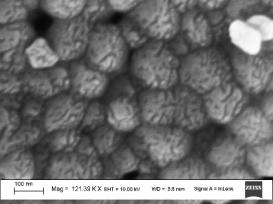 100 nm Mag = 121.39 K X EHT = 10.00 kV WD = 3.8 mm Signal A = InLens ZEISS